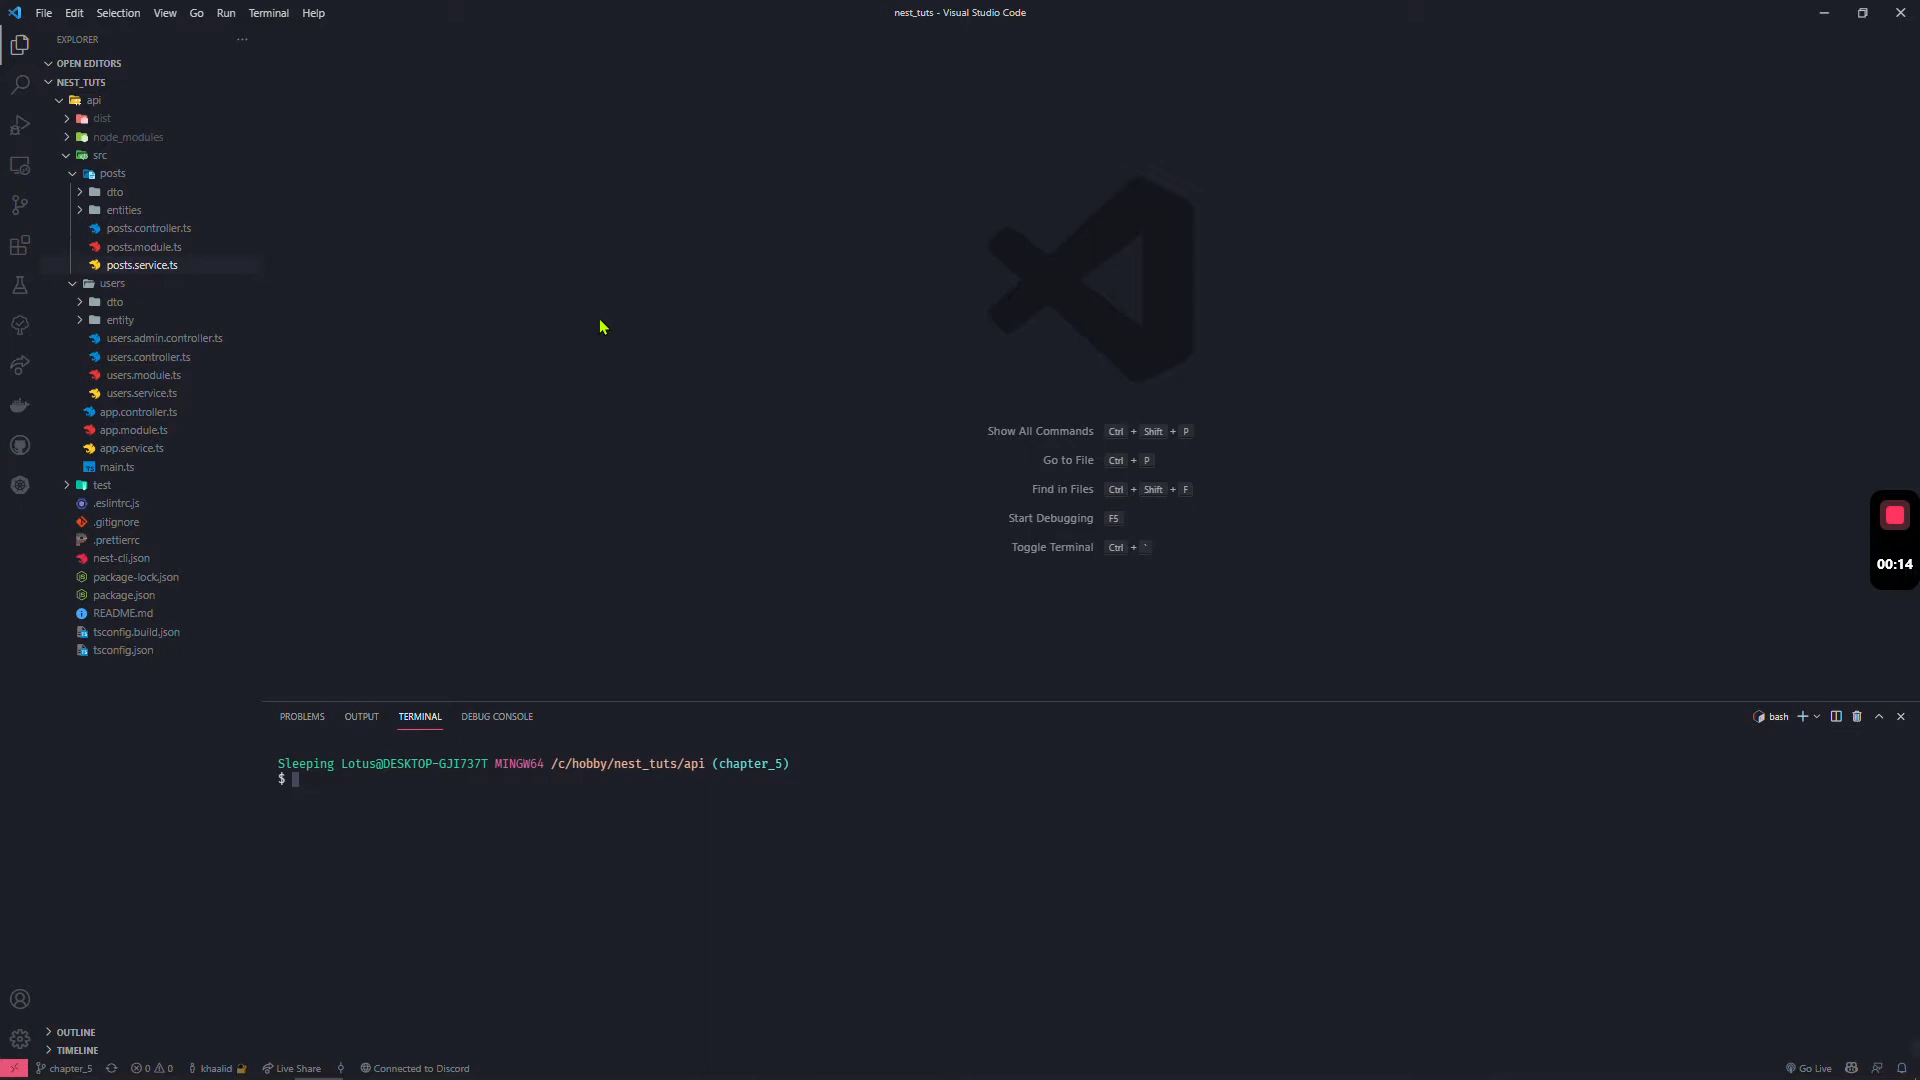 File Edit Selection View Go Run Terminal Help
nest_tuts - Visual Studio Code
EXPLORER
OPEN EDITORS
NEST_TUTS
api
dist
node_modules
src
posts
dto
entities
posts.controller.ts
posts.module.ts
posts.service.ts
users
dto
entity
users.admin.controller.ts
users.controller.ts
users.module.ts
users.service.ts
app.controller.ts
app.module.ts
app.service.ts
main.ts
test
.eslintrc.js
.gitignore
.prettierrc
nest-cli.json
package-lock.json
package.json
README.md
tsconfig.build.json
tsconfig.json
Show All Commands Ctrl + Shift + P
Go to File Ctrl + P
Find in Files Ctrl + Shift + F
Start Debugging F5
Toggle Terminal Ctrl + `
00:14
PROBLEMS OUTPUT TERMINAL DEBUG CONSOLE
bash
Sleeping Lotus@DESKTOP-GJI737T MINGW64 /c/hobby/nest_tuts/api (chapter_5)
$
OUTLINE
TIMELINE
chapter_5 0 0 khaalid Live Share Connected to Discord
Go Live